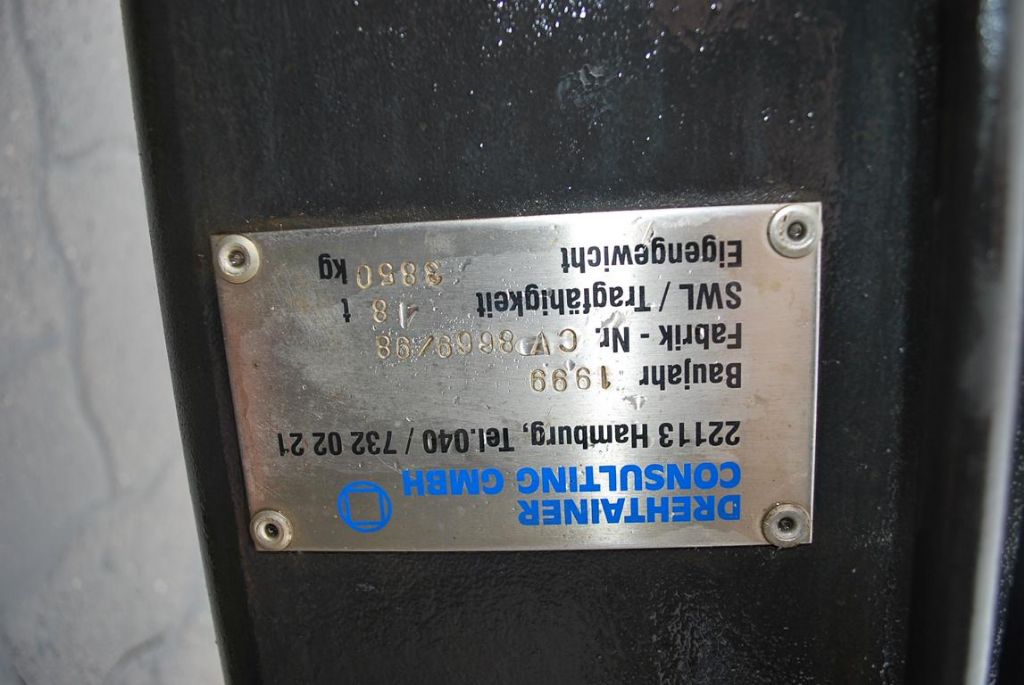 DREHTAINER
CONSULTING GMBH
22113 Hamburg, Tel.040 / 732 02 21
Baujahr 1999
Fabrik - Nr. CV 8669/98
SWL / Tragfähigkeit 18 t
Eigengewicht 3850 kg